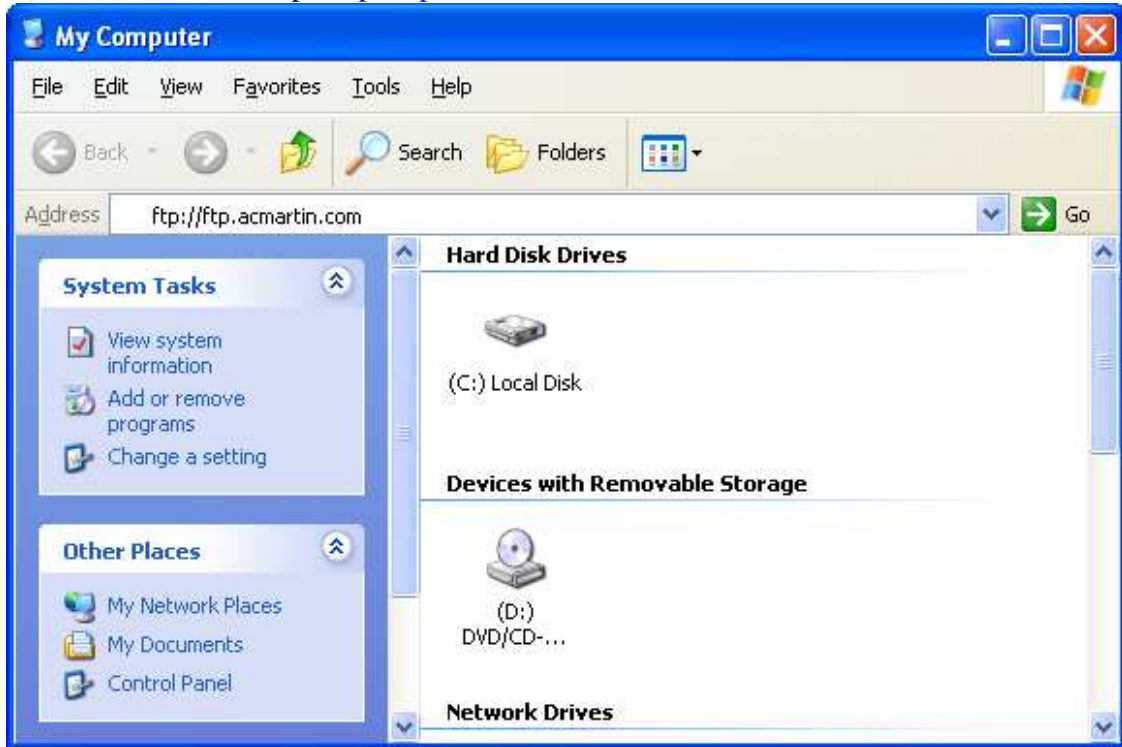 My Computer
File Edit View Favorites Tools Help
Back Search Folders
Address ftp://ftp.acmartin.com Go
System Tasks
View system
information
Add or remove
programs
Change a setting
Other Places
My Network Places
My Documents
Control Panel
Hard Disk Drives
(C:) Local Disk
Devices with Removable Storage
(D:)
DVD/CD-...
Network Drives